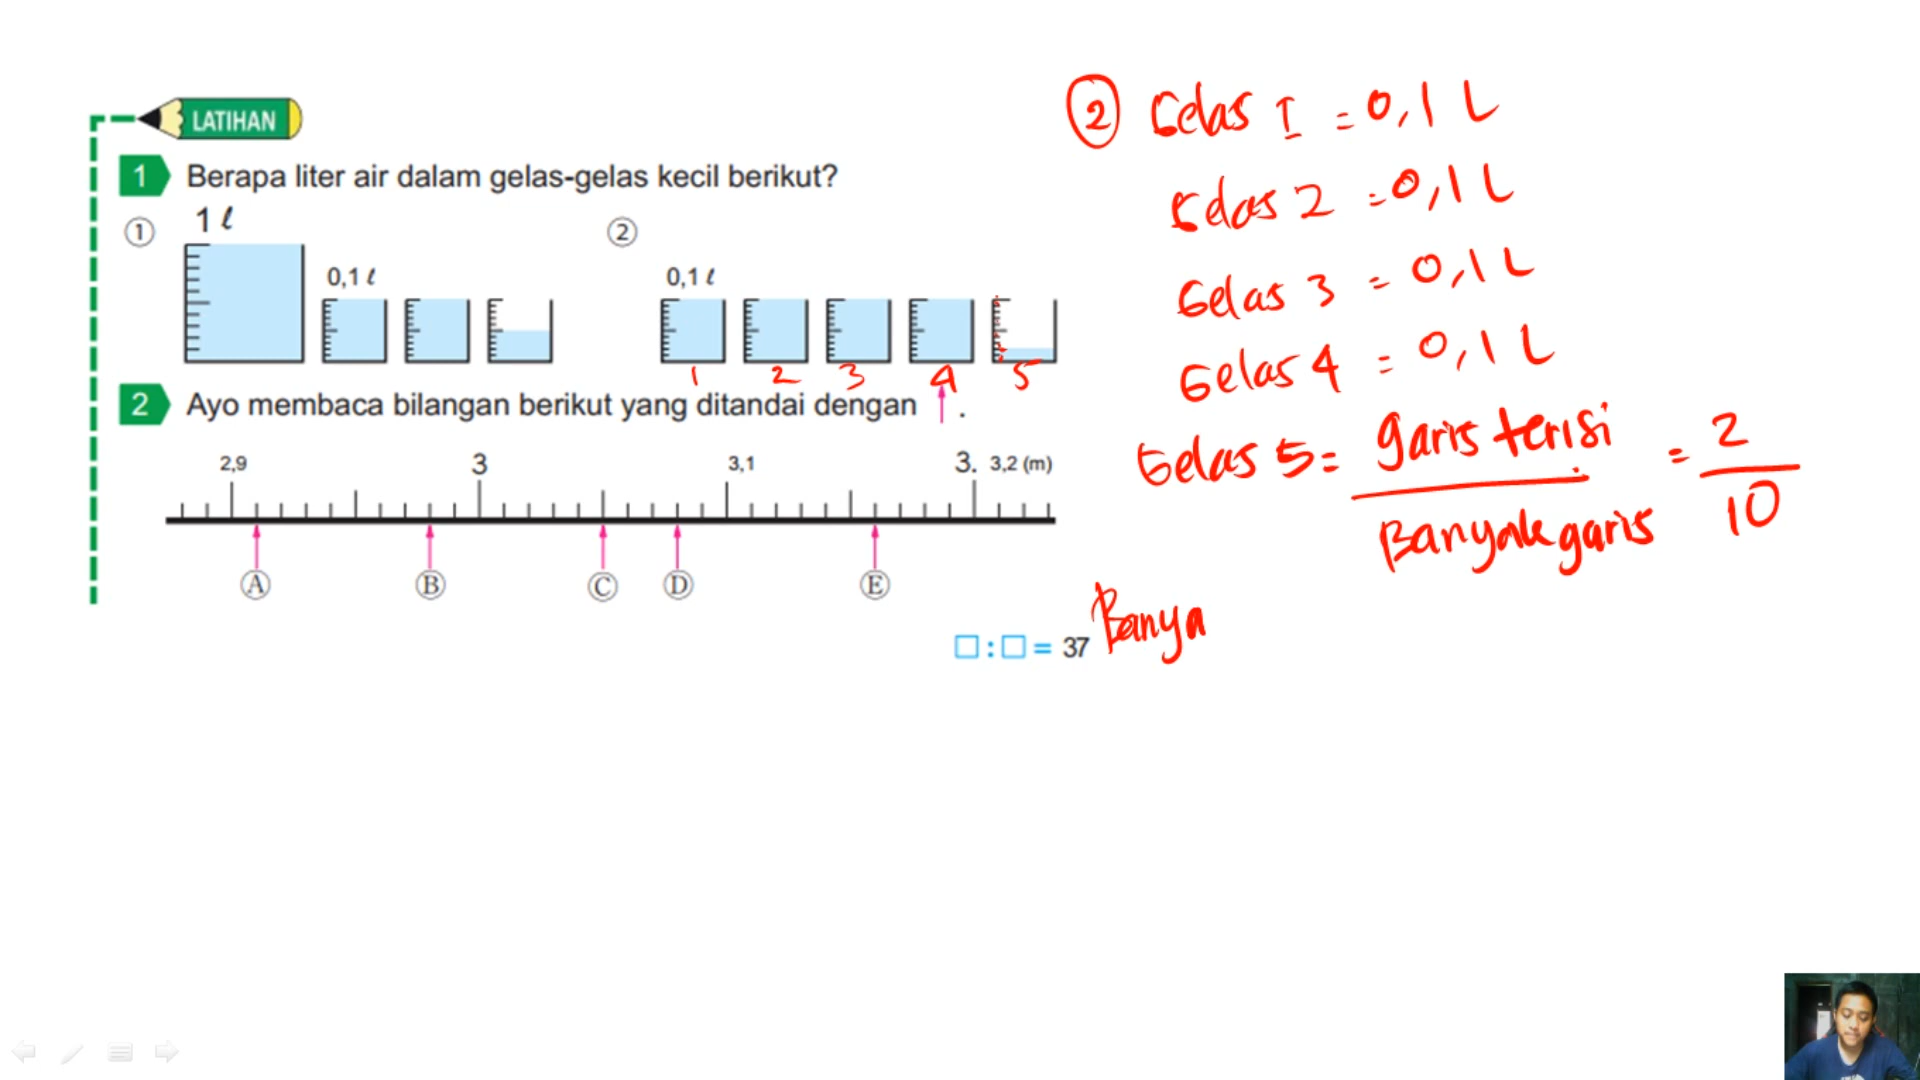 LATIHAN
1 Berapa liter air dalam gelas-gelas kecil berikut?
① 1 ℓ
0,1 ℓ
② 0,1 ℓ
1 2 3 4 5
2 Ayo membaca bilangan berikut yang ditandai dengan ↑ .
2,9 3 3,1 3. 3,2 (m)
Ⓐ Ⓑ Ⓒ Ⓓ Ⓔ
□ : □ = 37
② Gelas I = 0,1 L
Gelas 2 = 0,1 L
Gelas 3 = 0,1 L
Gelas 4 = 0,1 L
Gelas 5 = garis terisi / Banyak garis = 2 / 10
Banya